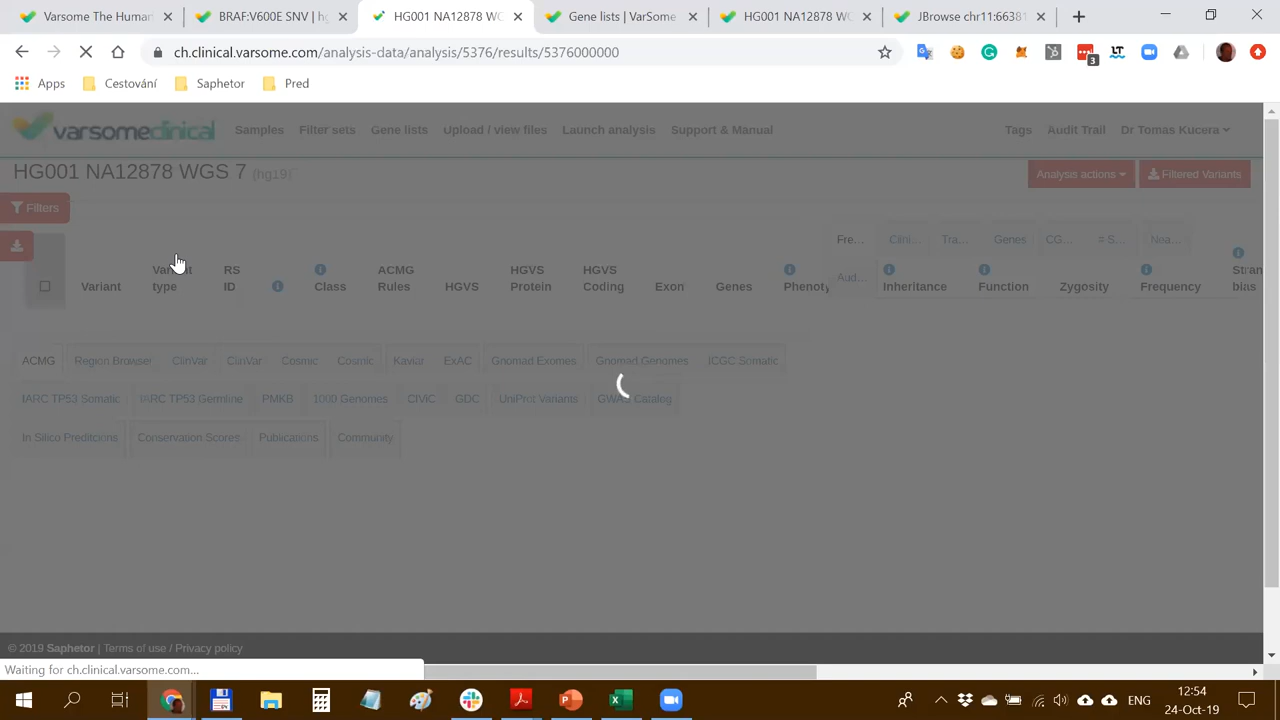 Varsome The Human
BRAF:V600E SNV | hg
HG001 NA12878 WGS
Gene lists | VarSome
HG001 NA12878 WG
JBrowse chr11:66381
ch.clinical.varsome.com/analysis-data/analysis/5376/results/5376000000
3
Apps Cestování Saphetor Pred
varsomeclinical Samples Filter sets Gene lists Upload / view files Launch analysis Support & Manual Tags Audit Trail Dr Tomas Kucera
HG001 NA12878 WGS 7 (hg19)
Analysis actions Filtered Variants
Filters
Fre... Clini... Tra... Genes CG... = S... Nea...
Aud...
Variant
Variant type
RS ID
Class
ACMG Rules
HGVS
HGVS Protein
HGVS Coding
Exon
Genes
Phenoty
Inheritance
Function
Zygosity
Frequency
Stran bias
ACMG Region Browser ClinVar ClinVar Cosmic Cosmic Kaviar ExAC Gnomad Exomes Gnomad Genomes ICGC Somatic
IARC TP53 Somatic IARC TP53 Germline PMKB 1000 Genomes CIViC GDC UniProt Variants GWAS Catalog
In Silico Preditcions Conservation Scores Publications Community
© 2019 Saphetor | Terms of use / Privacy policy
Waiting for ch.clinical.varsome.com...
ENG
12:54
24-Oct-19